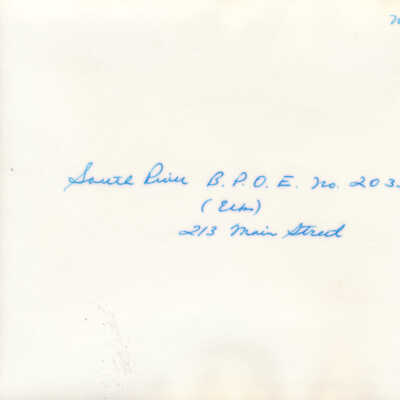 South River B.P.O.E. No. 203
(Elks)
213 Main Street